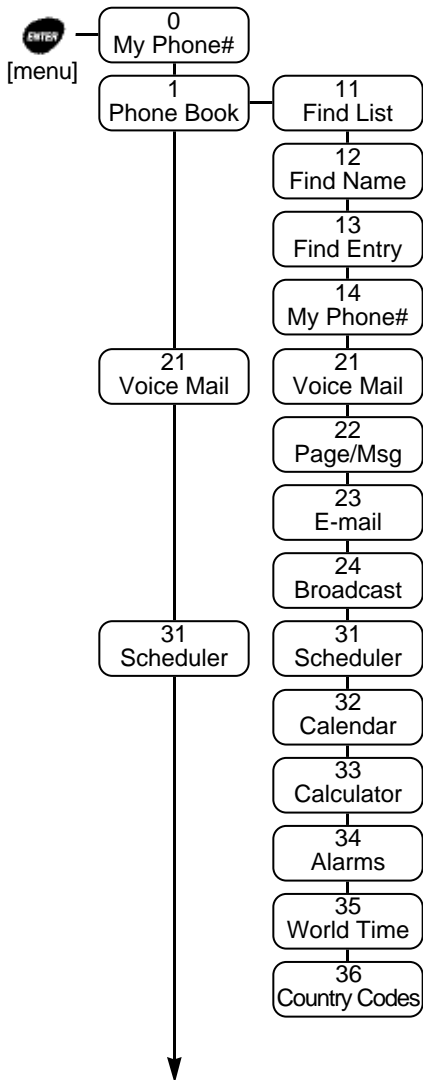 ENTER
[menu]
0
My Phone#
1
Phone Book
11
Find List
12
Find Name
13
Find Entry
14
My Phone#
21
Voice Mail
21
Voice Mail
22
Page/Msg
23
E-mail
24
Broadcast
31
Scheduler
31
Scheduler
32
Calendar
33
Calculator
34
Alarms
35
World Time
36
Country Codes